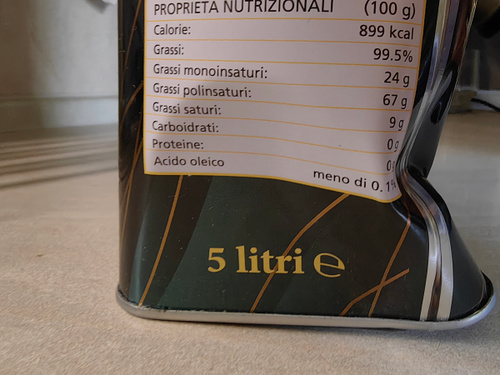 PROPRIETA NUTRIZIONALI (100 g)
Calorie: 899 kcal
Grassi: 99.5%
Grassi monoinsaturi: 24 g
Grassi polinsaturi: 67 g
Grassi saturi: 9 g
Carboidrati: 0 g
Proteine: 0
Acido oleico meno di 0.1%
5 litri ℮